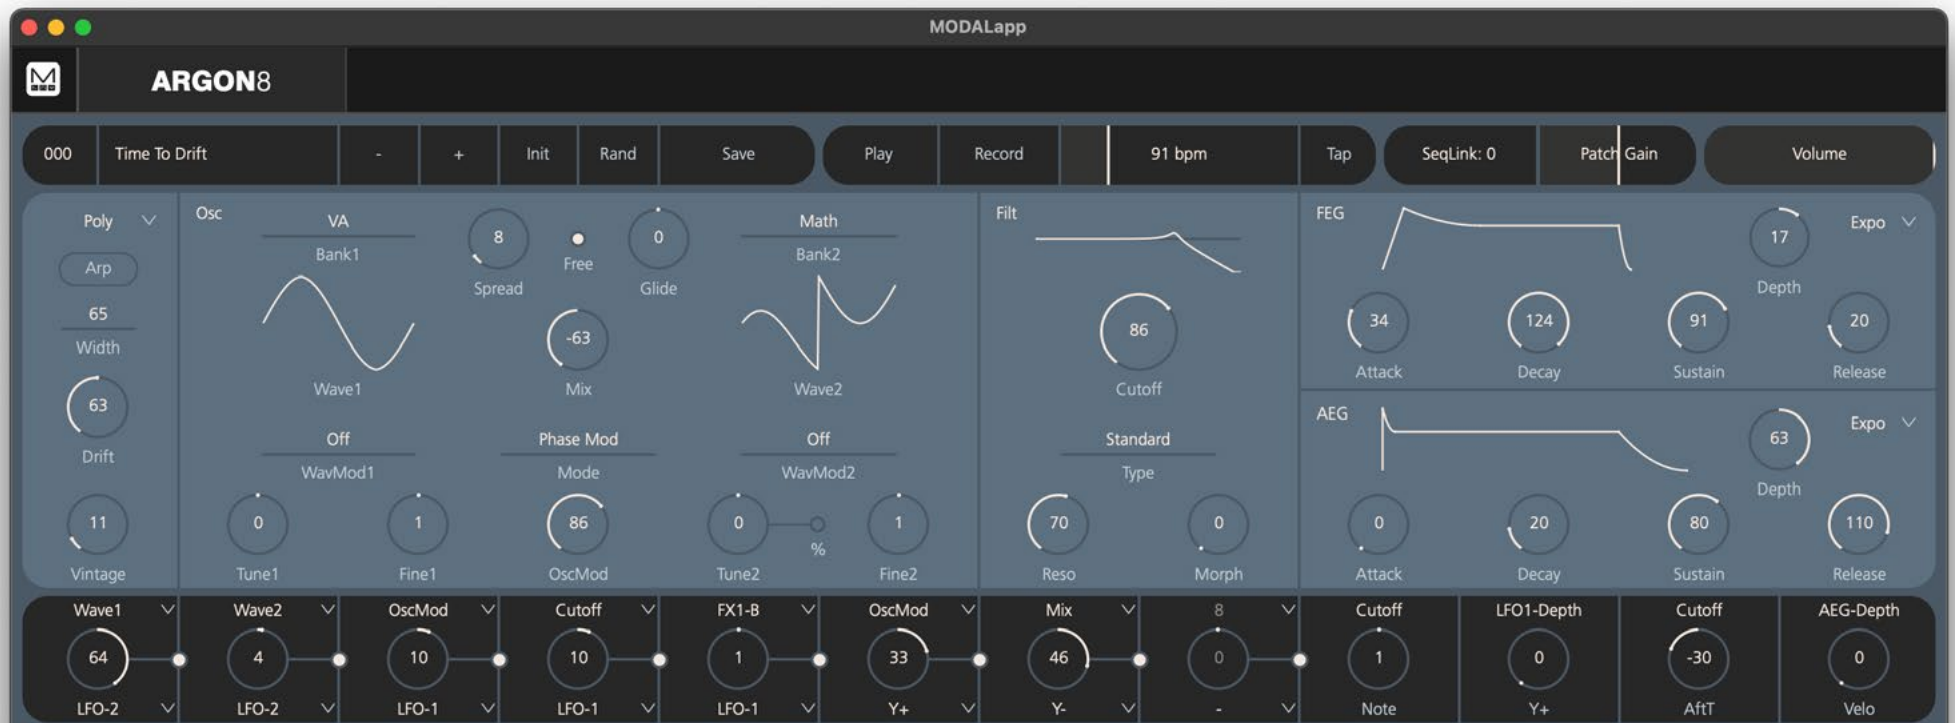 MODALapp
ARGON8
000 Time To Drift - + Init Rand Save Play Record 91 bpm Tap SeqLink: 0 Patch Gain Volume
Poly
Arp
65
Width
63
Drift
11
Vintage
Osc
VA
Bank1
Wave1
8
Spread
Free
0
Glide
-63
Mix
Math
Bank2
Wave2
Off
WavMod1
Phase Mod
Mode
Off
WavMod2
0
Tune1
1
Fine1
86
OscMod
0
Tune2
%
1
Fine2
Filt
86
Cutoff
Standard
Type
70
Reso
0
Morph
FEG
17
Depth
Expo
34
Attack
124
Decay
91
Sustain
20
Release
AEG
63
Depth
Expo
0
Attack
20
Decay
80
Sustain
110
Release
Wave1 Wave2 OscMod Cutoff FX1-B OscMod Mix 8 Cutoff LFO1-Depth Cutoff AEG-Depth
64 4 10 10 1 33 46 0 1 0 -30 0
LFO-2 LFO-2 LFO-1 LFO-1 LFO-1 Y+ Y- - Note Y+ AftT Velo